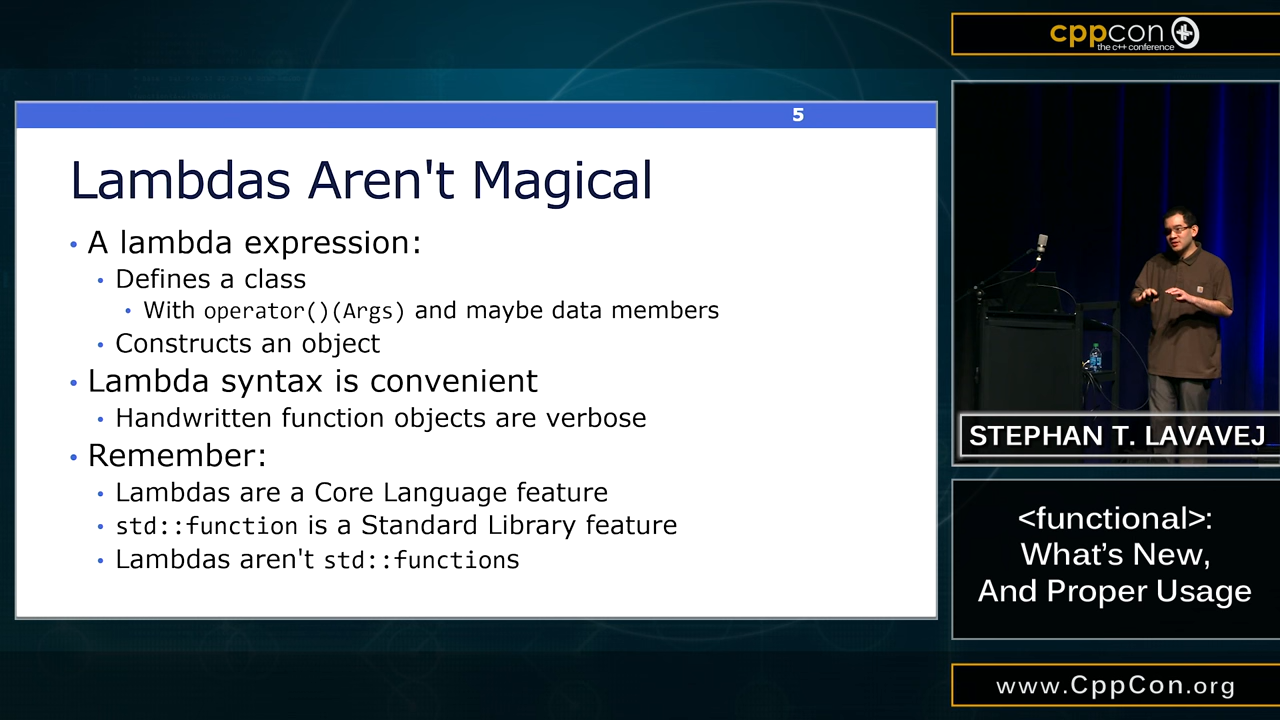 5
Lambdas Aren't Magical
• A lambda expression:
• Defines a class
• With operator()(Args) and maybe data members
• Constructs an object
• Lambda syntax is convenient
• Handwritten function objects are verbose
• Remember:
• Lambdas are a Core Language feature
• std::function is a Standard Library feature
• Lambdas aren't std::functions
cppcon
the c++ conference
STEPHAN T. LAVAVEJ
<functional>:
What's New,
And Proper Usage
www.CppCon.org